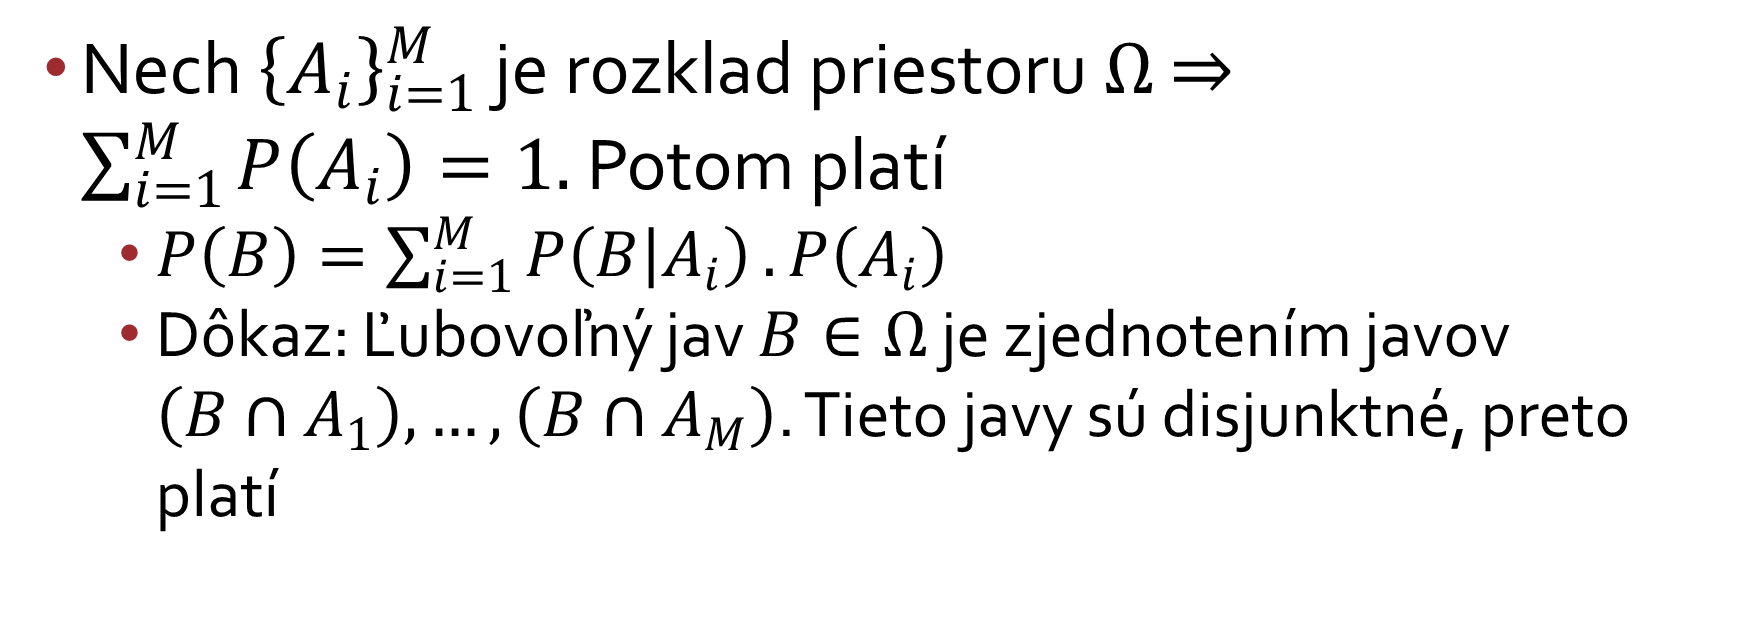 • Nech {A_i}_{i=1}^{M} je rozklad priestoru Ω ⇒
∑_{i=1}^{M} P(A_i) = 1. Potom platí
• P(B) = ∑_{i=1}^{M} P(B|A_i) . P(A_i)
• Dôkaz: Ľubovoľný jav B ∈ Ω je zjednotením javov
(B ∩ A_1), … , (B ∩ A_M). Tieto javy sú disjunktné, preto
platí